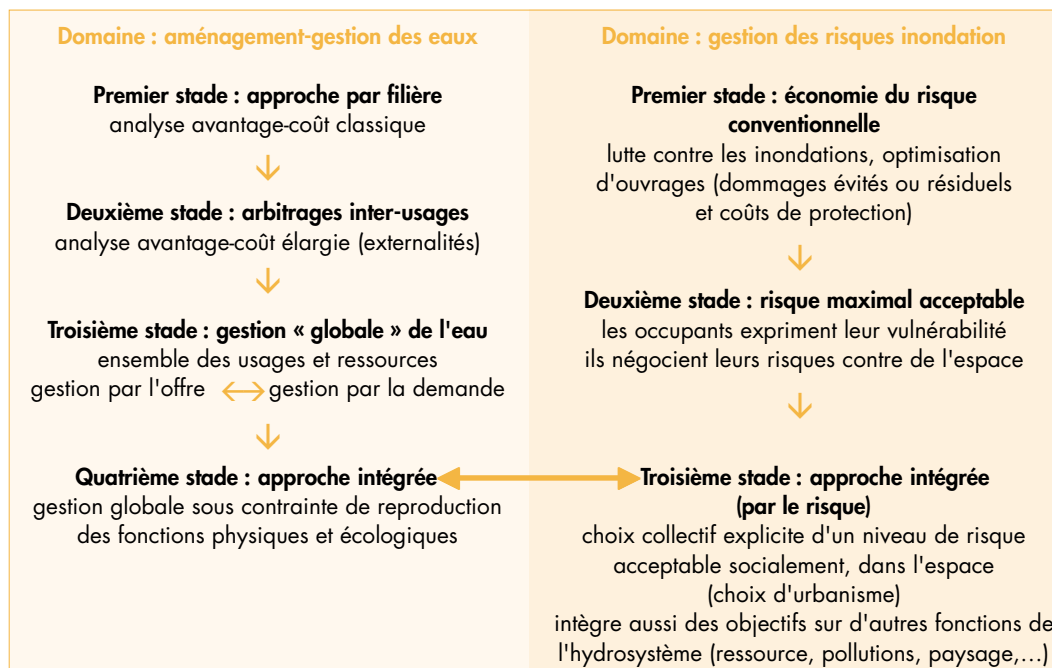 Domaine : aménagement-gestion des eaux
Premier stade : approche par filière
analyse avantage-coût classique
Deuxième stade : arbitrages inter-usages
analyse avantage-coût élargie (externalités)
Troisième stade : gestion « globale » de l'eau
ensemble des usages et ressources
gestion par l'offre gestion par la demande
Quatrième stade : approche intégrée
gestion globale sous contrainte de reproduction
des fonctions physiques et écologiques
Domaine : gestion des risques inondation
Premier stade : économie du risque
conventionnelle
lutte contre les inondations, optimisation
d'ouvrages (dommages évités ou résiduels
et coûts de protection)
Deuxième stade : risque maximal acceptable
les occupants expriment leur vulnérabilité
ils négocient leurs risques contre de l'espace
Troisième stade : approche intégrée
(par le risque)
choix collectif explicite d'un niveau de risque
acceptable socialement, dans l'espace
(choix d'urbanisme)
intègre aussi des objectifs sur d'autres fonctions de
l'hydrosystème (ressource, pollutions, paysage,...)